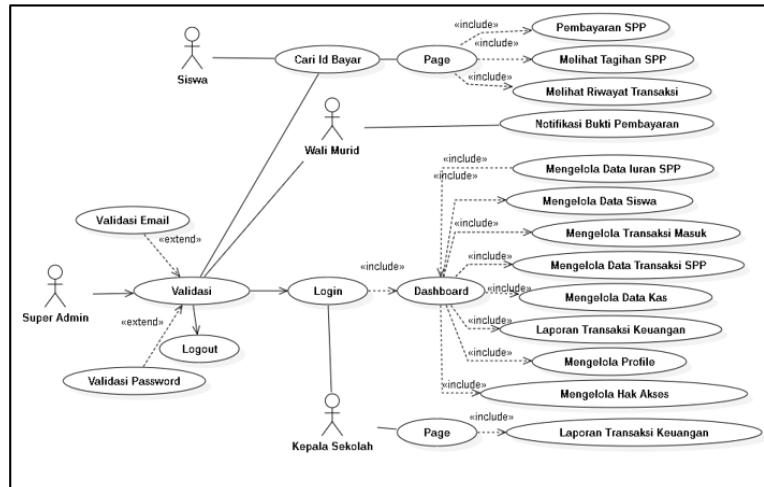 «include»
Pembayaran SPP
«include»
Siswa
Cari Id Bayar
Page
Melihat Tagihan SPP
«include»
Melihat Riwayat Transaksi
Wali Murid
Notifikasi Bukti Pembayaran
«include»
Mengelola Data Iuran SPP
«include»
Mengelola Data Siswa
Validasi Email
«include»
Mengelola Transaksi Masuk
«extend»
«include»
Mengelola Data Transaksi SPP
Super Admin
Validasi
Login
«include»
Dashboard
«include»
Mengelola Data Kas
«extend»
«include»
Laporan Transaksi Keuangan
Logout
«include»
Mengelola Profile
Validasi Password
«include»
Mengelola Hak Akses
Kepala Sekolah
Page
«include»
Laporan Transaksi Keuangan